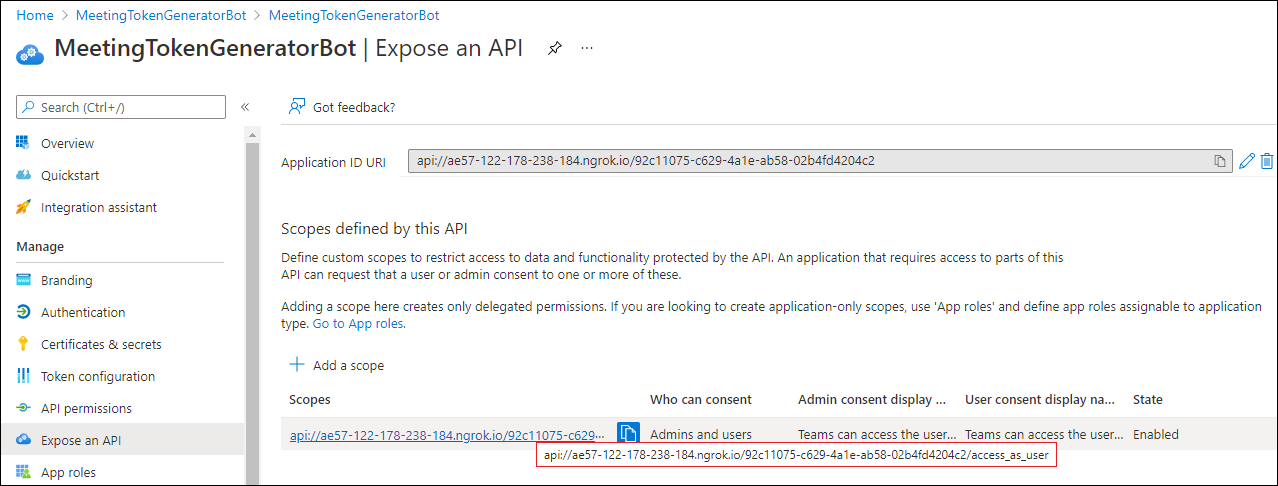 Home > MeetingTokenGeneratorBot > MeetingTokenGeneratorBot
MeetingTokenGeneratorBot | Expose an API
Search (Ctrl+/)
Got feedback?
Overview
Quickstart
Integration assistant
Manage
Branding
Authentication
Certificates & secrets
Token configuration
API permissions
Expose an API
App roles
Application ID URI
api://ae57-122-178-238-184.ngrok.io/92c11075-c629-4a1e-ab58-02b4fd4204c2
Scopes defined by this API
Define custom scopes to restrict access to data and functionality protected by the API. An application that requires access to parts of this
API can request that a user or admin consent to one or more of these.
Adding a scope here creates only delegated permissions. If you are looking to create application-only scopes, use 'App roles' and define app roles assignable to application
type. Go to App roles.
Add a scope
Scopes Who can consent Admin consent display ... User consent display na... State
api://ae57-122-178-238-184.ngrok.io/92c11075-c629-... Admins and users Teams can access the user... Teams can access the user... Enabled
api://ae57-122-178-238-184.ngrok.io/92c11075-c629-4a1e-ab58-02b4fd4204c2/access_as_user